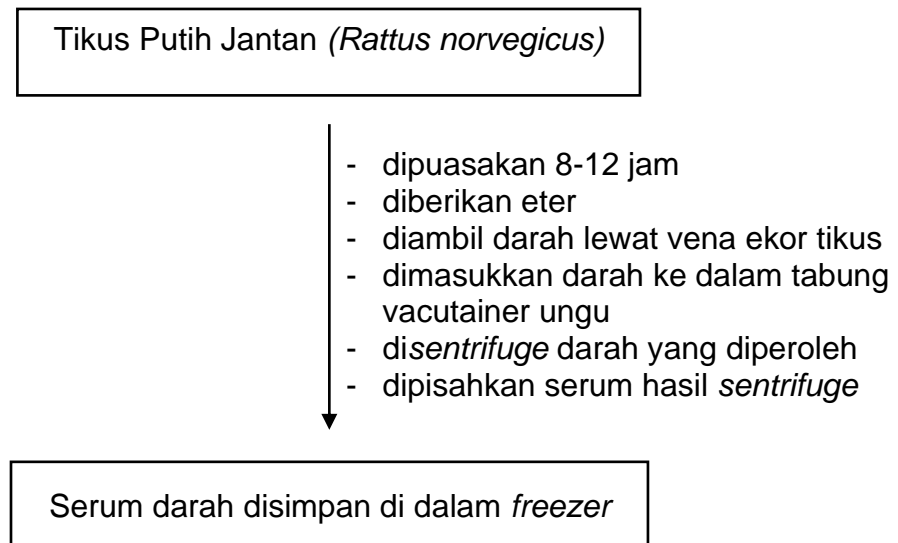 Tikus Putih Jantan (Rattus norvegicus)
- dipuasakan 8-12 jam
- diberikan eter
- diambil darah lewat vena ekor tikus
- dimasukkan darah ke dalam tabung
vacutainer ungu
- disentrifuge darah yang diperoleh
- dipisahkan serum hasil sentrifuge
Serum darah disimpan di dalam freezer